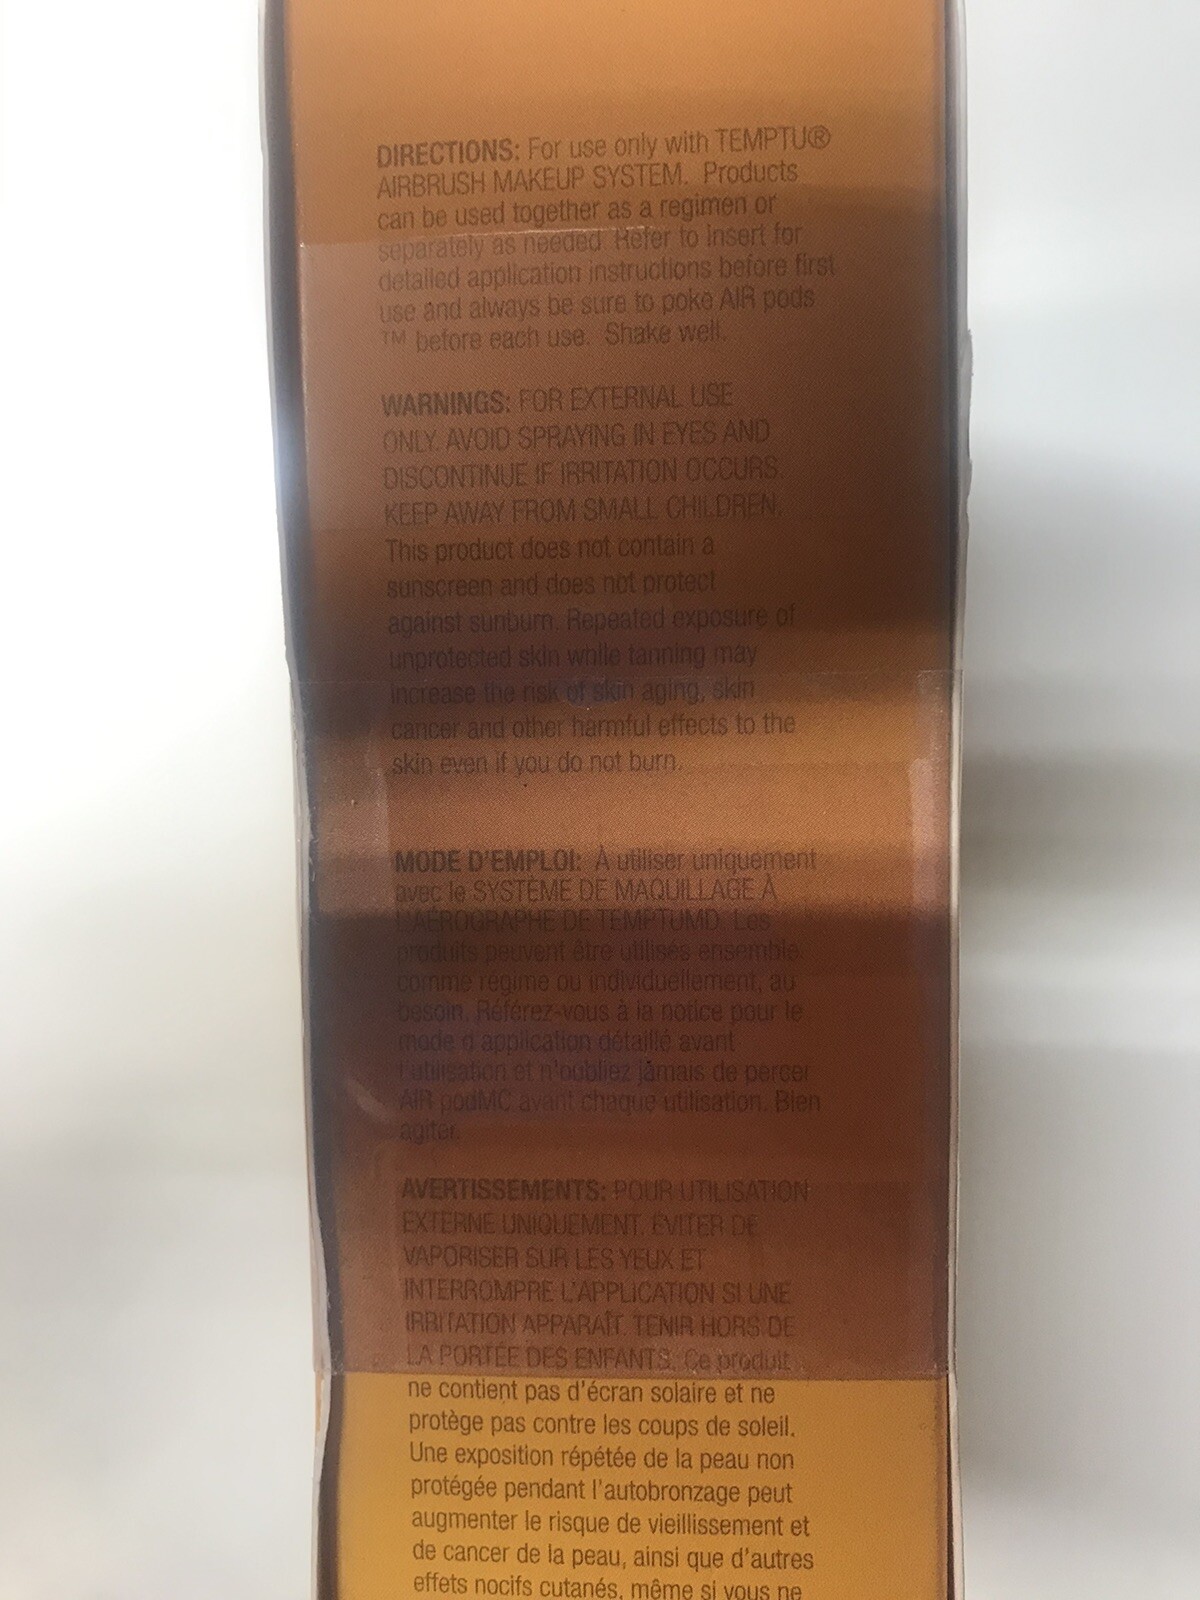 DIRECTIONS: For use only with TEMPTU®
AIRBRUSH MAKEUP SYSTEM. Products
can be used together as a regimen or
separately as needed. Refer to insert for
detailed application instructions before first
use and always be sure to poke AIR pods
™ before each use. Shake well.
WARNINGS: FOR EXTERNAL USE
ONLY. AVOID SPRAYING IN EYES AND
DISCONTINUE IF IRRITATION OCCURS.
KEEP AWAY FROM SMALL CHILDREN.
This product does not contain a
sunscreen and does not protect
against sunburn. Repeated exposure of
unprotected skin while tanning may
increase the risk of skin aging, skin
cancer and other harmful effects to the
skin even if you do not burn.
MODE D'EMPLOI: À utiliser uniquement
avec le SYSTÈME DE MAQUILLAGE À
L'AÉROGRAPHE DE TEMPTUMD. Les
produits peuvent être utilisés ensemble,
comme régime ou individuellement, au
besoin. Référez-vous à la notice pour le
mode d'application détaillé avant
l'utilisation et n'oubliez jamais de percer
AIR podMC avant chaque utilisation. Bien
agiter.
AVERTISSEMENTS: POUR UTILISATION
EXTERNE UNIQUEMENT. ÉVITER DE
VAPORISER SUR LES YEUX ET
INTERROMPRE L'APPLICATION SI UNE
IRRITATION APPARAÎT. TENIR HORS DE
LA PORTÉE DES ENFANTS. Ce produit
ne contient pas d'écran solaire et ne
protège pas contre les coups de soleil.
Une exposition répétée de la peau non
protégée pendant l'autobronzage peut
augmenter le risque de vieillissement et
de cancer de la peau, ainsi que d'autres
effets nocifs cutanés, même si vous ne